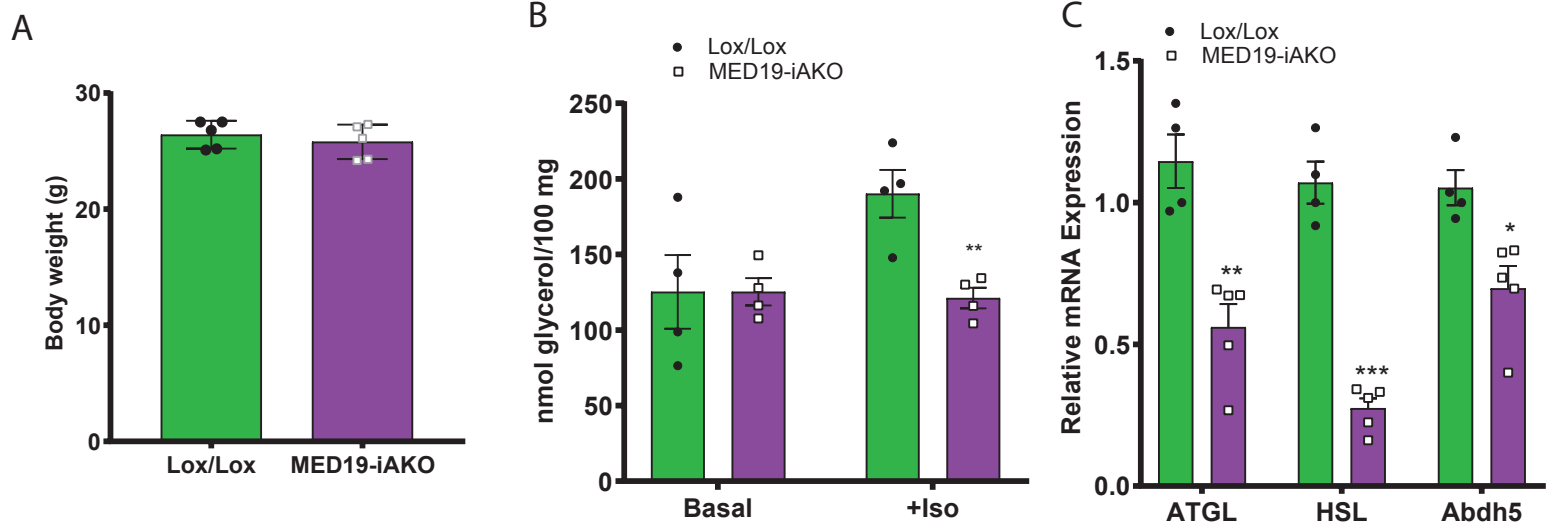 A
Body weight (g)
30
20
10
0
Lox/Lox
MED19-iAKO
B
Lox/Lox
MED19-iAKO
nmol glycerol/100 mg
250
200
150
100
50
0
**
Basal
+Iso
C
Lox/Lox
MED19-iAKO
Relative mRNA Expression
1.5
1.0
0.5
0.0
**
***
*
ATGL
HSL
Abdh5